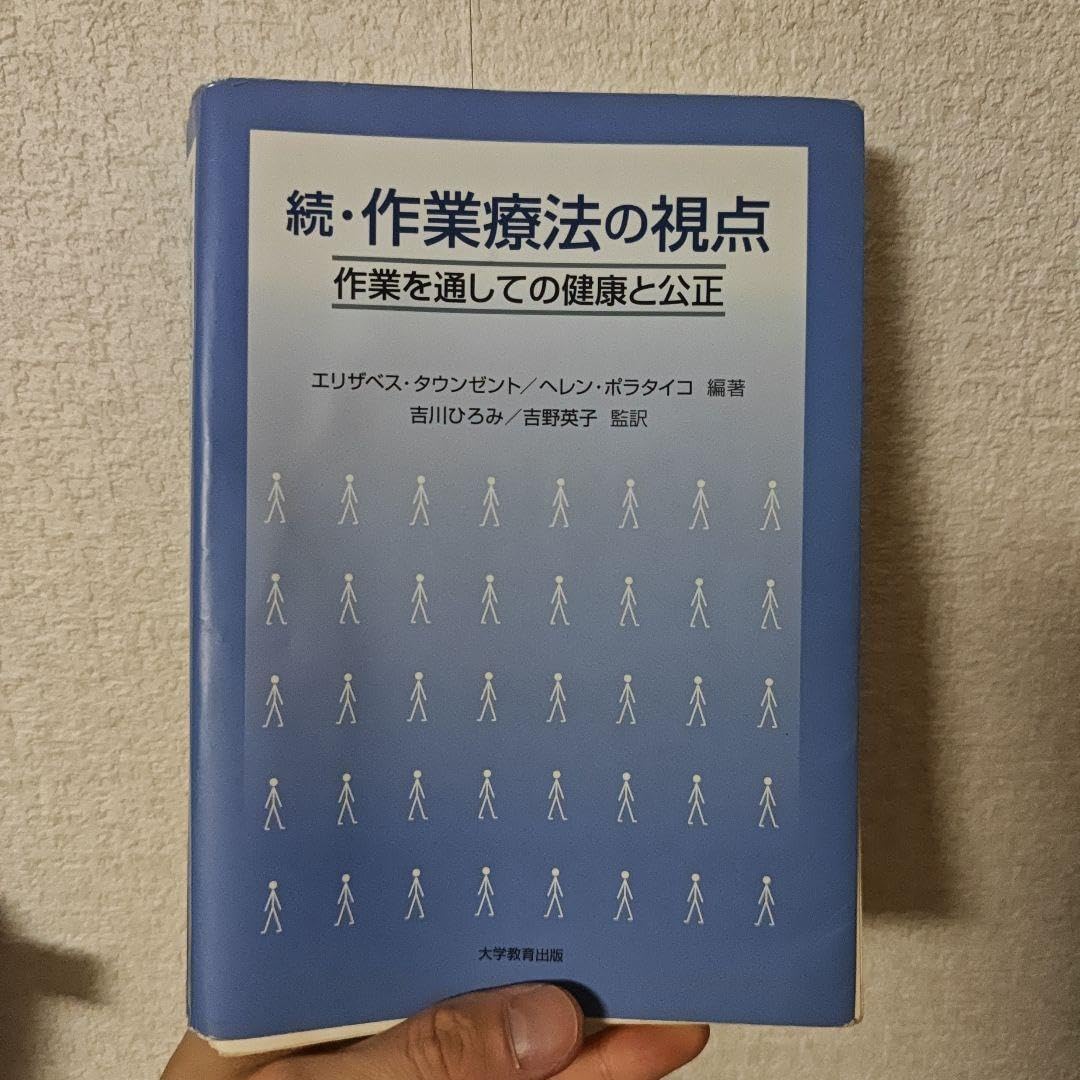 続・作業療法の視点
作業を通しての健康と公正
エリザベス・タウンゼント／ヘレン・ポラタイコ 編著
吉川ひろみ／吉野英子 監訳
大学教育出版